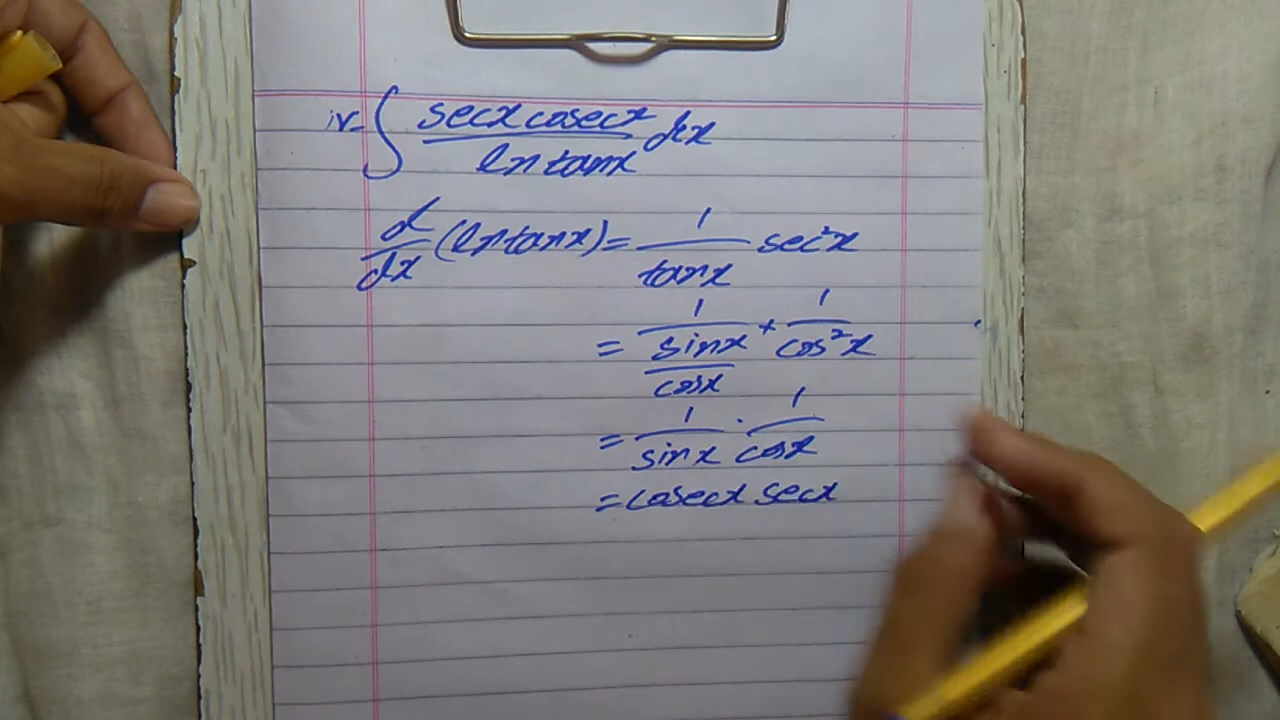 iv- ∫ secx cosecx / ln tanx dx
d/dx (ln tanx) = 1/tanx sec²x
= 1/(sinx/cosx) × 1/cos²x
= 1/sinx · 1/cosx
= cosecx secx